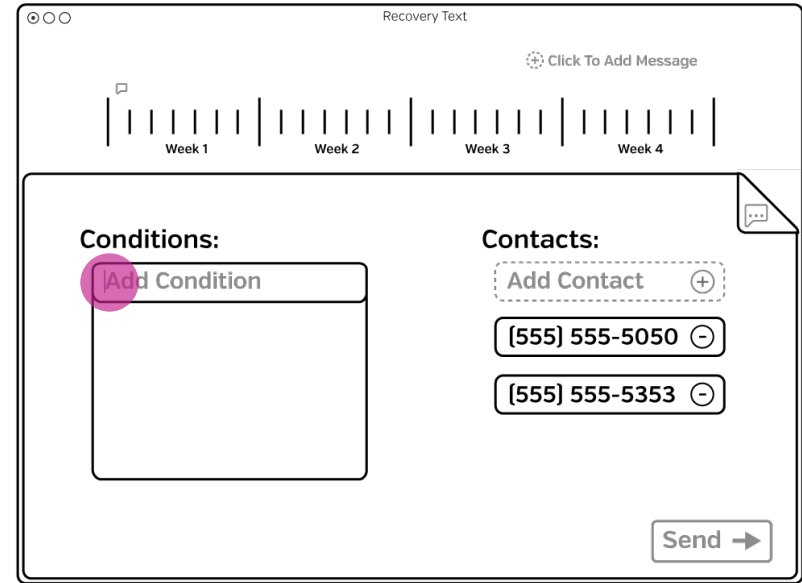 Recovery Text
Click To Add Message
Week 1 Week 2 Week 3 Week 4
Conditions:
Add Condition
Contacts:
Add Contact
(555) 555-5050
(555) 555-5353
Send